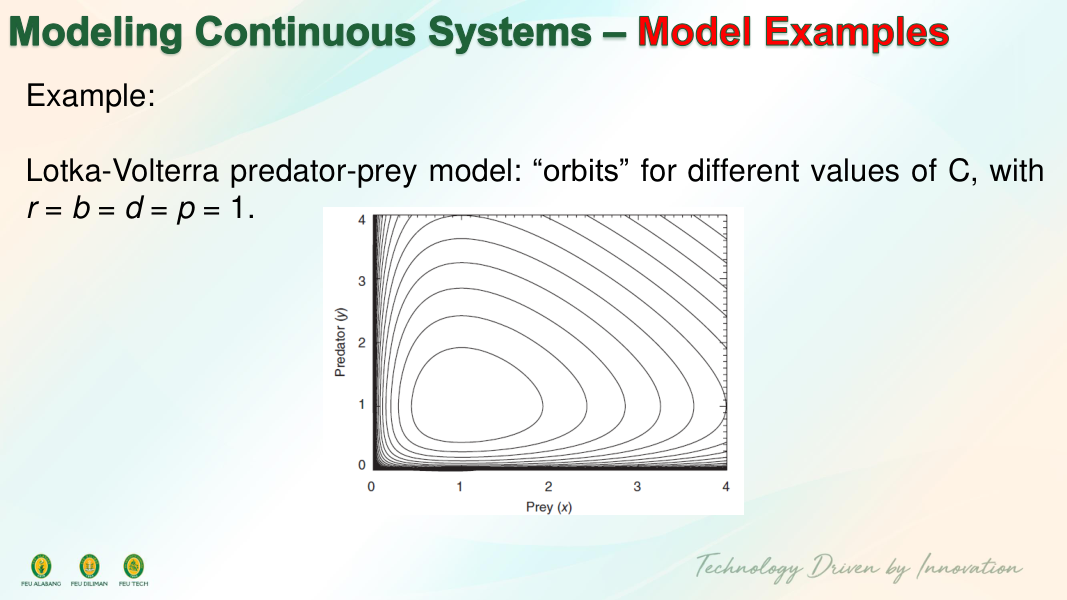 Modeling Continuous Systems – Model Examples
Example:
Lotka-Volterra predator-prey model: “orbits” for different values of C, with
r = b = d = p = 1.
4
3
2
1
0
Predator (y)
0 1 2 3 4
Prey (x)
FEU ALABANG FEU DILIMAN FEU TECH
Technology Driven by Innovation